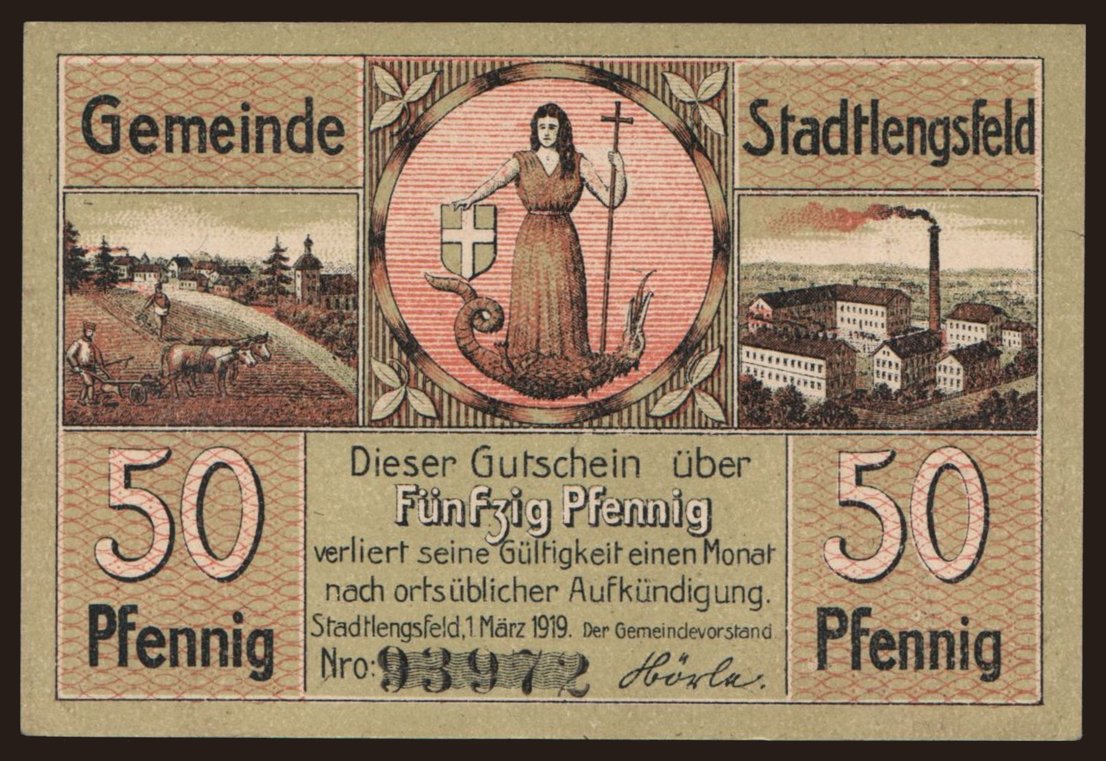 Gemeinde
Stadtlengsfeld
50
Pfennig
Dieser Gutschein über
Fünfzig Pfennig
verliert seine Gültigkeit einen Monat
nach ortsüblicher Aufkündigung.
Stadtlengsfeld, 1 März 1919. Der Gemeindevorstand
Nro: 93972 Hörle.
50
Pfennig